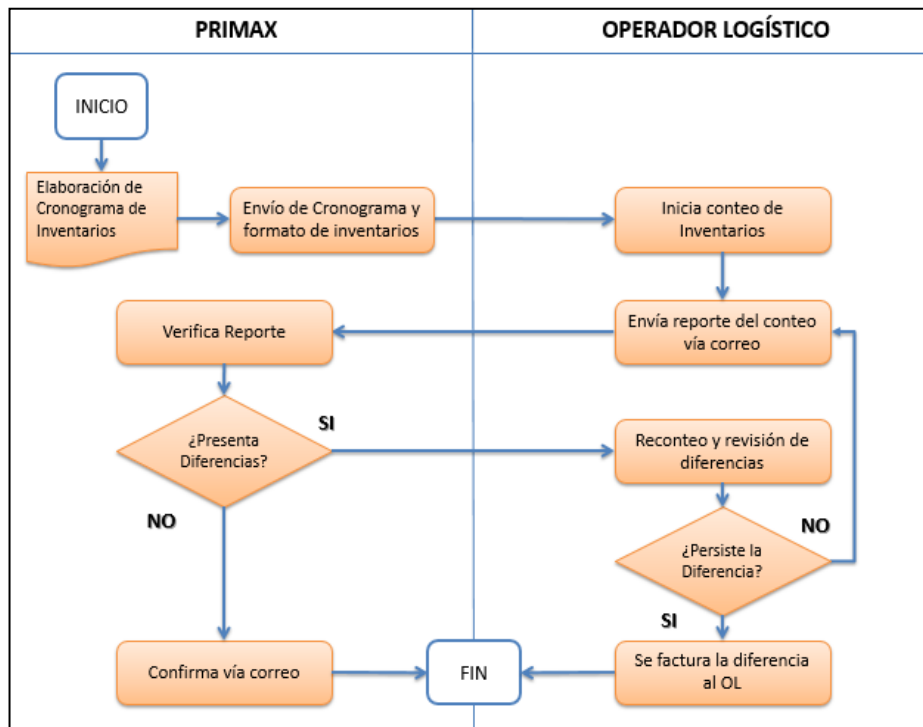 PRIMAX
OPERADOR LOGÍSTICO
INICIO
Elaboración de
Cronograma de
Inventarios
Envío de Cronograma y
formato de inventarios
Inicia conteo de
Inventarios
Verifica Reporte
Envía reporte del conteo
vía correo
¿Presenta
Diferencias?
SI
Reconteo y revisión de
diferencias
NO
¿Persiste la
Diferencia?
NO
SI
Confirma vía correo
FIN
Se factura la diferencia
al OL